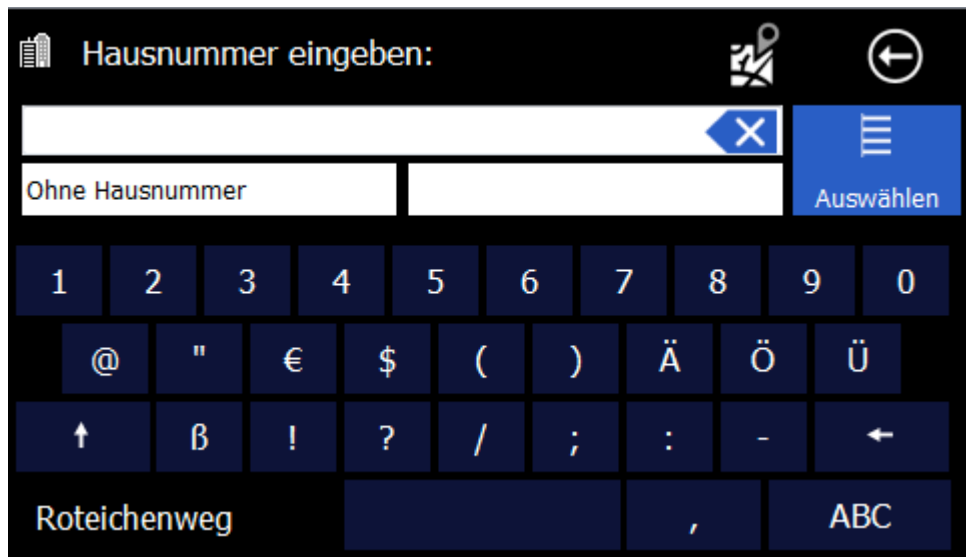 Hausnummer eingeben:
Ohne Hausnummer
Auswählen
1 2 3 4 5 6 7 8 9 0
@ " € $ ( ) Ä Ö Ü
ß ! ? / ; : -
Roteichenweg , ABC